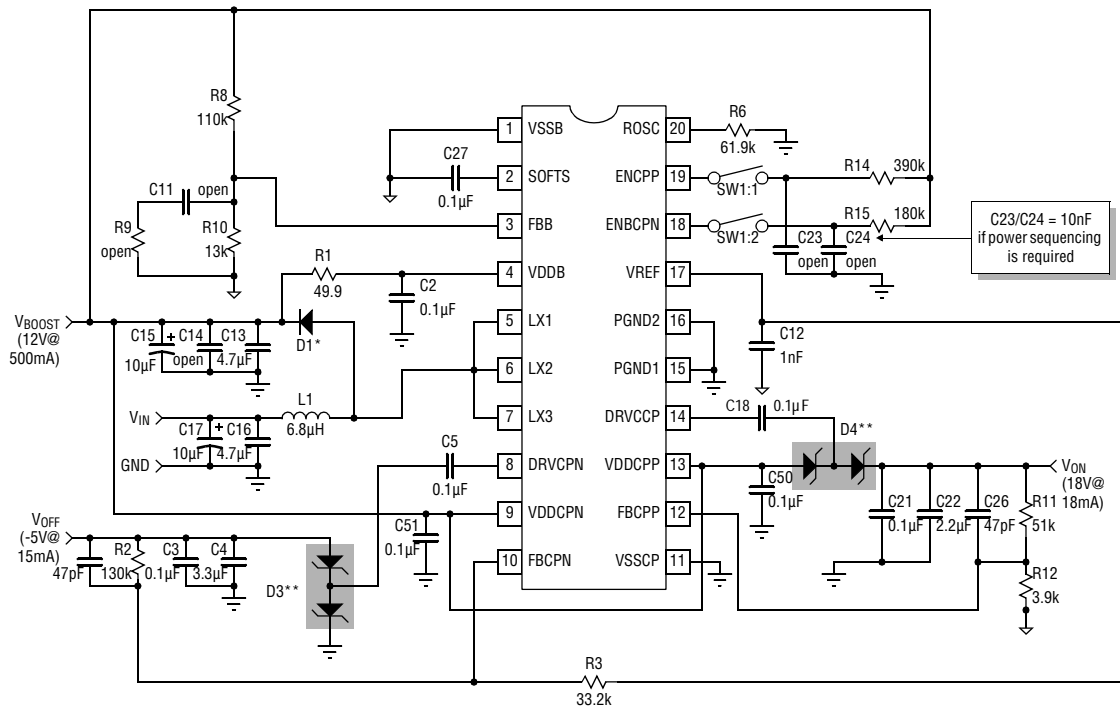 R8
110k
C11
open
R9
open
R10
13k
R1
49.9
C2
0.1µF
C27
0.1µF
VBOOST
(12V@
500mA)
C15
+
10µF
C14
open
C13
4.7µF
D1*
VIN
GND
C17
+
10µF
C16
4.7µF
L1
6.8µH
C5
0.1µF
C51
0.1µF
VOFF
(-5V@
15mA)
47pF
R2
130k
C3
0.1µF
C4
3.3µF
D3**
1 VSSB
2 SOFTS
3 FBB
4 VDDB
5 LX1
6 LX2
7 LX3
8 DRVCPN
9 VDDCPN
10 FBCPN
ROSC 20
ENCPP 19
ENBCPN 18
VREF 17
PGND2 16
PGND1 15
DRVCCP 14
VDDCPP 13
FBCPP 12
VSSCP 11
R6
61.9k
SW1:1
SW1:2
R14 390k
R15 180k
C23
open
C24
open
C23/C24 = 10nF
if power sequencing
is required
C12
1nF
C18 0.1µF
D4**
C50
0.1µF
VON
(18V@
18mA)
C21
0.1µF
C22
2.2µF
C26
47pF
R11
51k
R12
3.9k
R3
33.2k